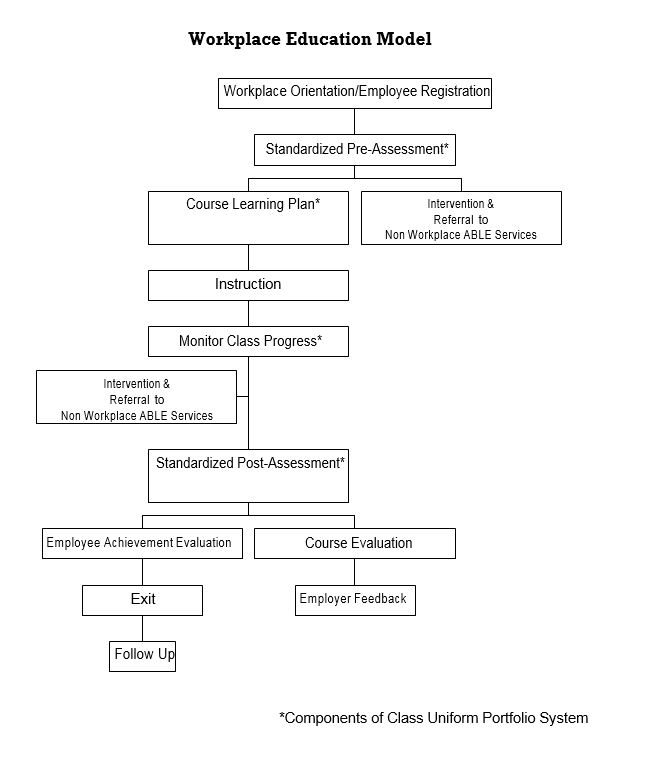 Workplace Education Model
Workplace Orientation/Employee Registration
Standardized Pre-Assessment*
Course Learning Plan*
Intervention &
Referral to
Non Workplace ABLE Services
Instruction
Monitor Class Progress*
Intervention &
Referral to
Non Workplace ABLE Services
Standardized Post-Assessment*
Employee Achievement Evaluation
Course Evaluation
Exit
Employer Feedback
Follow Up
*Components of Class Uniform Portfolio System